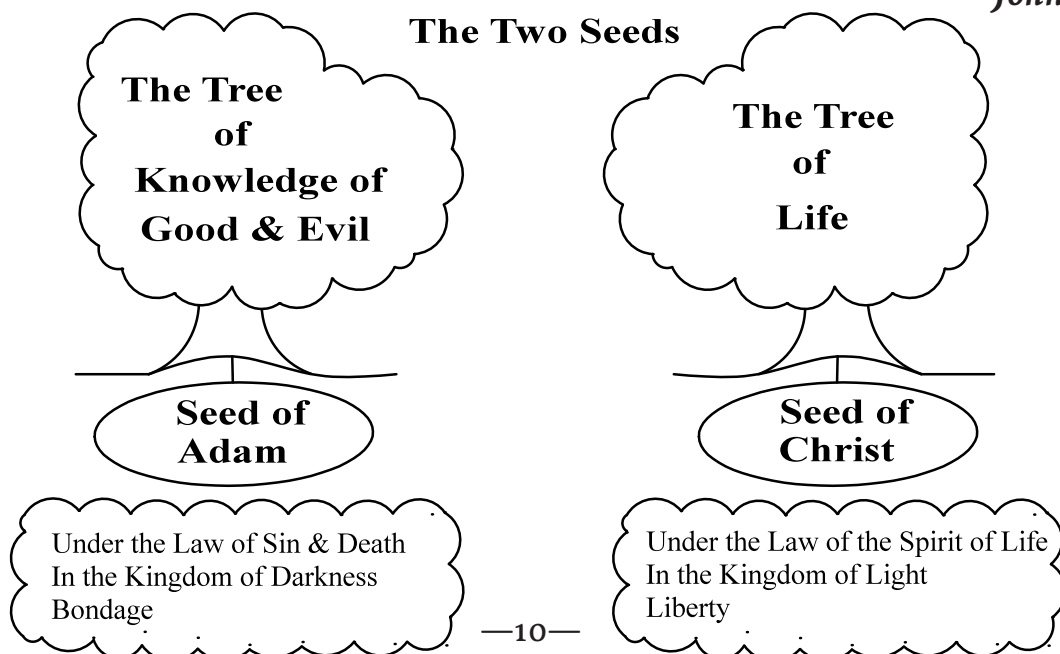 The Two Seeds
The Tree
of
Knowledge of
Good & Evil
Seed of
Adam
Under the Law of Sin & Death
In the Kingdom of Darkness
Bondage
The Tree
of
Life
Seed of
Christ
Under the Law of the Spirit of Life
In the Kingdom of Light
Liberty
—10—